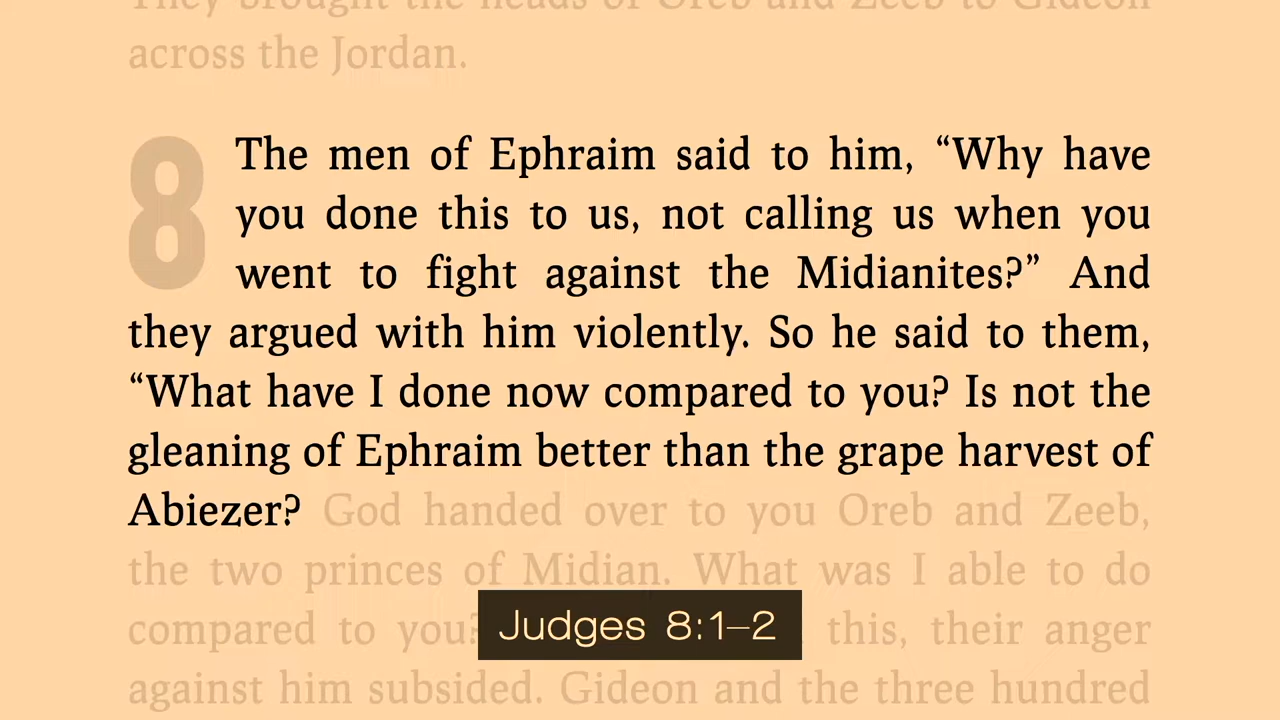 They brought the heads of Oreb and Zeeb to Gideon
across the Jordan.
8 The men of Ephraim said to him, “Why have
you done this to us, not calling us when you
went to fight against the Midianites?” And
they argued with him violently. So he said to them,
“What have I done now compared to you? Is not the
gleaning of Ephraim better than the grape harvest of
Abiezer? God handed over to you Oreb and Zeeb,
the two princes of Midian. What was I able to do
compared to you? this, their anger
against him subsided. Gideon and the three hundred
Judges 8:1–2